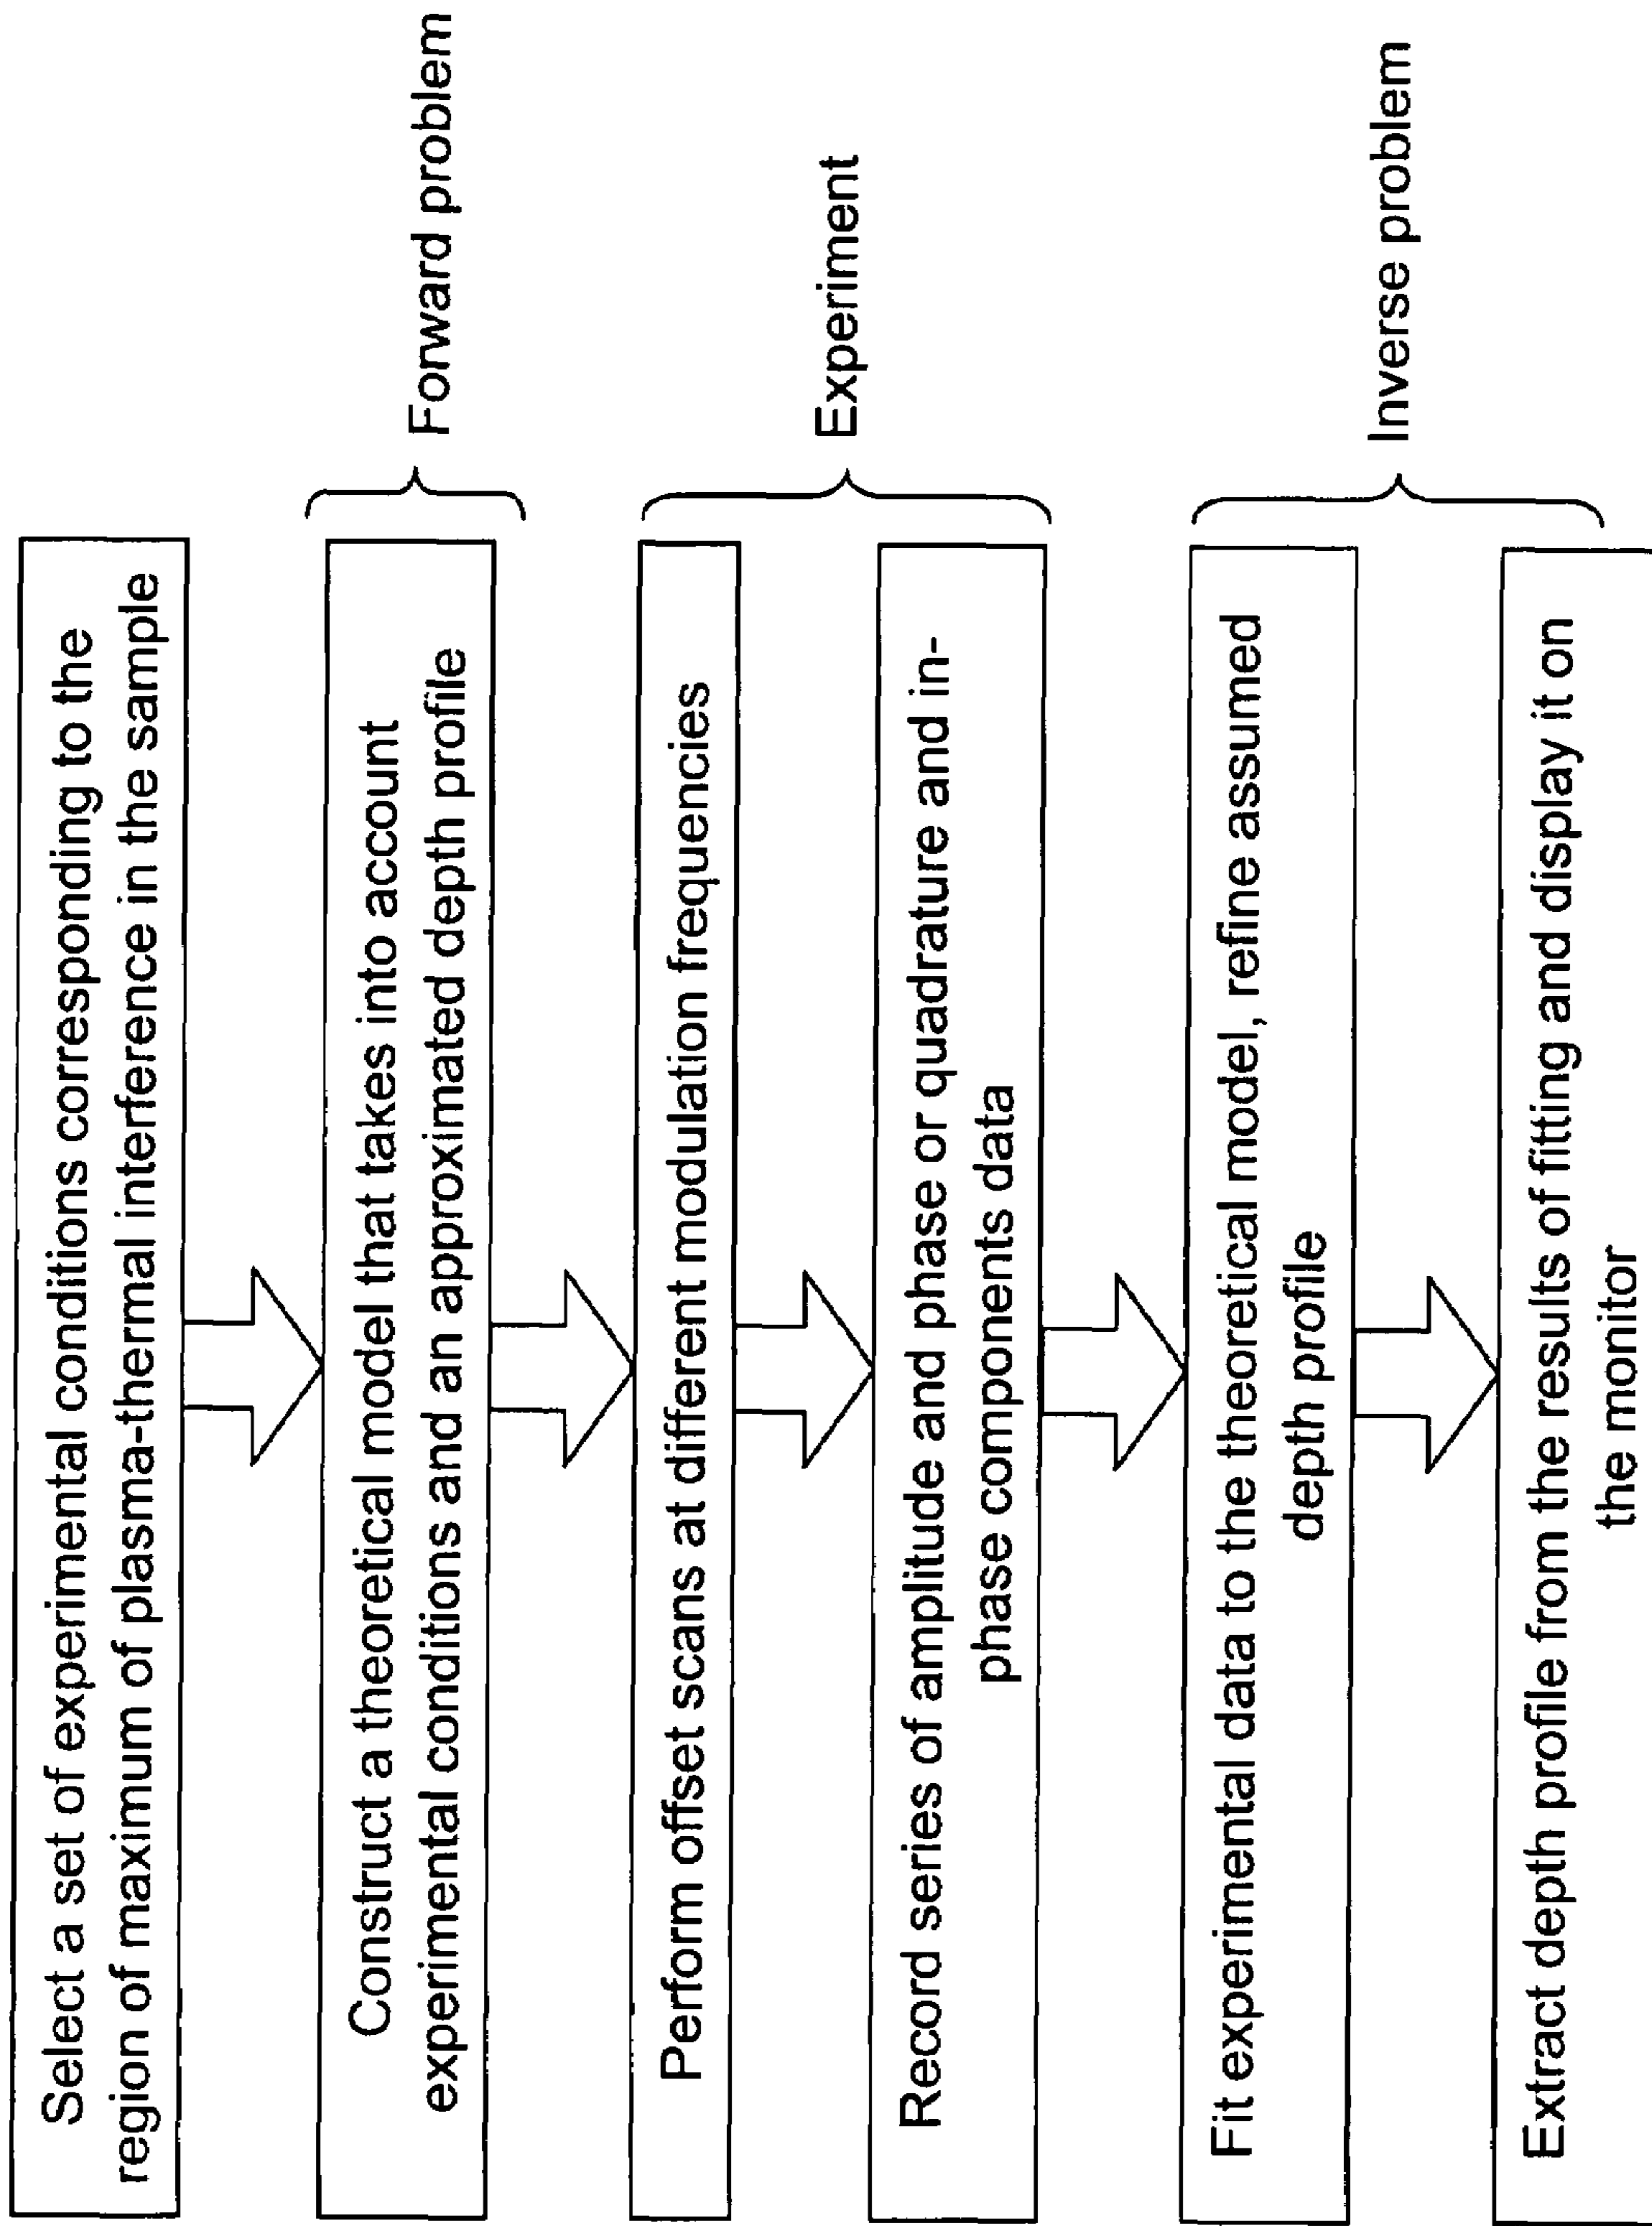 Select a set of experimental conditions corresponding to the
region of maximum of plasma-thermal interference in the sample
Construct a theoretical model that takes into account
experimental conditions and an approximated depth profile
Forward problem
Perform offset scans at different modulation frequencies
Record series of amplitude and phase or quadrature and in-
phase components data
Experiment
Fit experimental data to the theoretical model, refine assumed
depth profile
Extract depth profile from the results of fitting and display it on
the monitor
Inverse problem